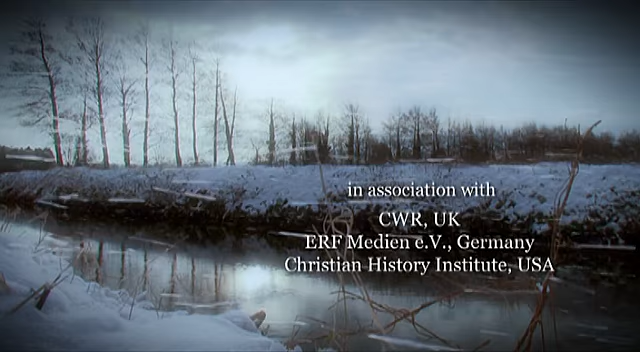 in association with
CWR, UK
ERF Medien e.V., Germany
Christian History Institute, USA